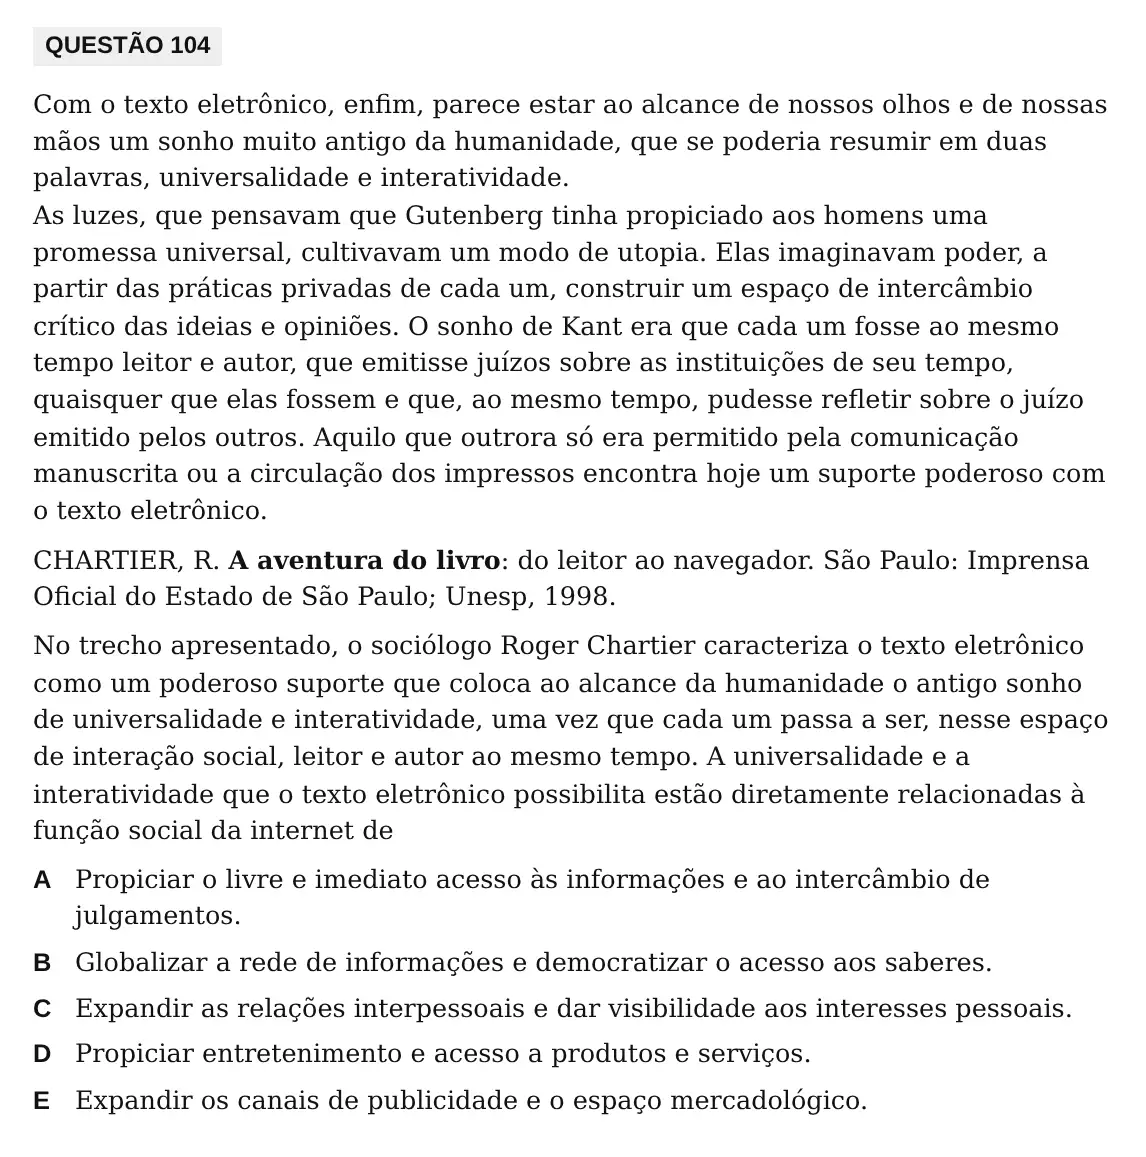 QUESTÃO 104
Com o texto eletrônico, enfim, parece estar ao alcance de nossos olhos e de nossas
mãos um sonho muito antigo da humanidade, que se poderia resumir em duas
palavras, universalidade e interatividade.
As luzes, que pensavam que Gutenberg tinha propiciado aos homens uma
promessa universal, cultivavam um modo de utopia. Elas imaginavam poder, a
partir das práticas privadas de cada um, construir um espaço de intercâmbio
crítico das ideias e opiniões. O sonho de Kant era que cada um fosse ao mesmo
tempo leitor e autor, que emitisse juízos sobre as instituições de seu tempo,
quaisquer que elas fossem e que, ao mesmo tempo, pudesse refletir sobre o juízo
emitido pelos outros. Aquilo que outrora só era permitido pela comunicação
manuscrita ou a circulação dos impressos encontra hoje um suporte poderoso com
o texto eletrônico.
CHARTIER, R. A aventura do livro: do leitor ao navegador. São Paulo: Imprensa
Oficial do Estado de São Paulo; Unesp, 1998.
No trecho apresentado, o sociólogo Roger Chartier caracteriza o texto eletrônico
como um poderoso suporte que coloca ao alcance da humanidade o antigo sonho
de universalidade e interatividade, uma vez que cada um passa a ser, nesse espaço
de interação social, leitor e autor ao mesmo tempo. A universalidade e a
interatividade que o texto eletrônico possibilita estão diretamente relacionadas à
função social da internet de
A Propiciar o livre e imediato acesso às informações e ao intercâmbio de
julgamentos.
B Globalizar a rede de informações e democratizar o acesso aos saberes.
C Expandir as relações interpessoais e dar visibilidade aos interesses pessoais.
D Propiciar entretenimento e acesso a produtos e serviços.
E Expandir os canais de publicidade e o espaço mercadológico.